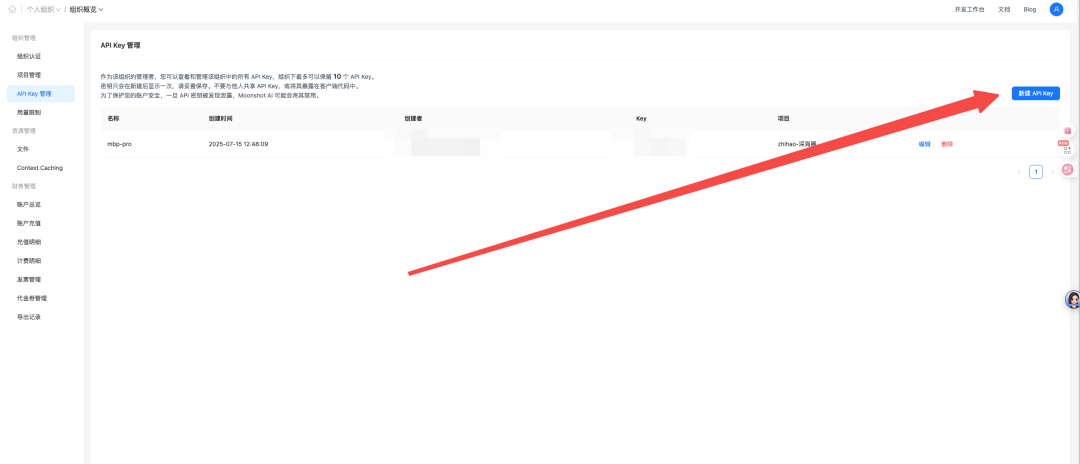 个人组织 / 组织概览
开发工作台 文档 Blog
组织管理
组织认证
项目管理
API Key 管理
用量限制
资源管理
文件
Context Caching
财务管理
账户总览
账户充值
充值明细
计费明细
发票管理
代金券管理
导出记录
API Key 管理
作为该组织的管理者，您可以查看和管理该组织中的所有 API Key，组织下最多可以保留 10 个 API Key。
密钥只会在新建后显示一次，请妥善保存。不要与他人共享 API Key，或将其暴露在客户端代码中。
为了保护您的账户安全，一旦 API 密钥被发现泄露，Moonshot AI 可能会将其禁用。
新建 API Key
名称 创建时间 创建者 Key 项目
mbp-pro 2025-07-15 12:48:09 zhihao-深海圈 编辑 删除
1
NEW